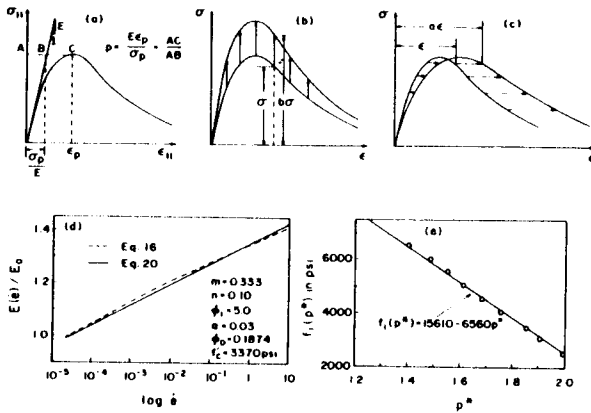 σ₁₁
E
(a)
A
B
C
p = Eεp/σp = AC/AB
σp/E
εp
ε₁₁
σ
(b)
σ
bσ
ε
σ
(c)
aε
ε
ε
(d)
E(ė)/E₀
1.4
1.2
1.0
Eq. 16
Eq. 20
m=0.333
n=0.10
ϕ₁=5.0
a=0.03
ϕ₀=0.1874
f'c=3370psi
10⁻⁵ 10⁻⁴ 10⁻³ 10⁻² 10⁻¹ 1 10
log ė
(e)
f₁(p*) in psi
6000
4000
2000
f₁(p*)=15610-6560p*
1.2 1.4 1.6 1.8 2.0
p*